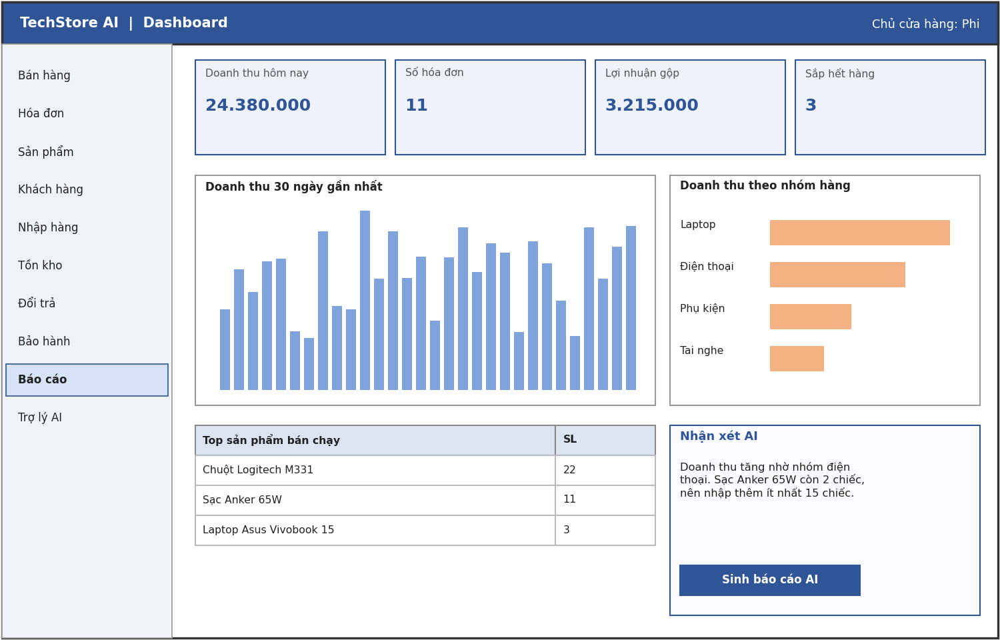 TechStore AI | Dashboard
Chủ cửa hàng: Phi
Bán hàng
Hóa đơn
Sản phẩm
Khách hàng
Nhập hàng
Tồn kho
Đổi trả
Bảo hành
Báo cáo
Trợ lý AI
Doanh thu hôm nay
24.380.000
Số hóa đơn
11
Lợi nhuận gộp
3.215.000
Sắp hết hàng
3
Doanh thu 30 ngày gần nhất
Doanh thu theo nhóm hàng
Laptop
Điện thoại
Phụ kiện
Tai nghe
Top sản phẩm bán chạy SL
Chuột Logitech M331 22
Sạc Anker 65W 11
Laptop Asus Vivobook 15 3
Nhận xét AI
Doanh thu tăng nhờ nhóm điện
thoại. Sạc Anker 65W còn 2 chiếc,
nên nhập thêm ít nhất 15 chiếc.
Sinh báo cáo AI